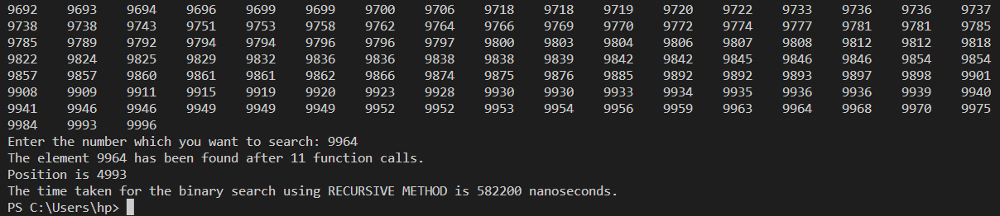 9692 9693 9694 9696 9699 9699 9700 9706 9718 9718 9719 9720 9722 9733 9736 9736 9737
9738 9738 9743 9751 9753 9758 9762 9764 9766 9769 9770 9772 9774 9777 9781 9781 9785
9785 9789 9792 9794 9794 9796 9796 9797 9800 9803 9804 9806 9807 9808 9812 9812 9818
9822 9824 9825 9829 9832 9836 9836 9838 9838 9839 9842 9842 9845 9846 9846 9854 9854
9857 9857 9860 9861 9861 9862 9866 9874 9875 9876 9885 9892 9892 9893 9897 9898 9901
9908 9909 9911 9915 9919 9920 9923 9928 9930 9930 9933 9934 9935 9936 9936 9939 9940
9941 9946 9946 9949 9949 9949 9952 9952 9953 9954 9956 9959 9963 9964 9968 9970 9975
9984 9993 9996
Enter the number which you want to search: 9964
The element 9964 has been found after 11 function calls.
Position is 4993
The time taken for the binary search using RECURSIVE METHOD is 582200 nanoseconds.
PS C:\Users\hp>